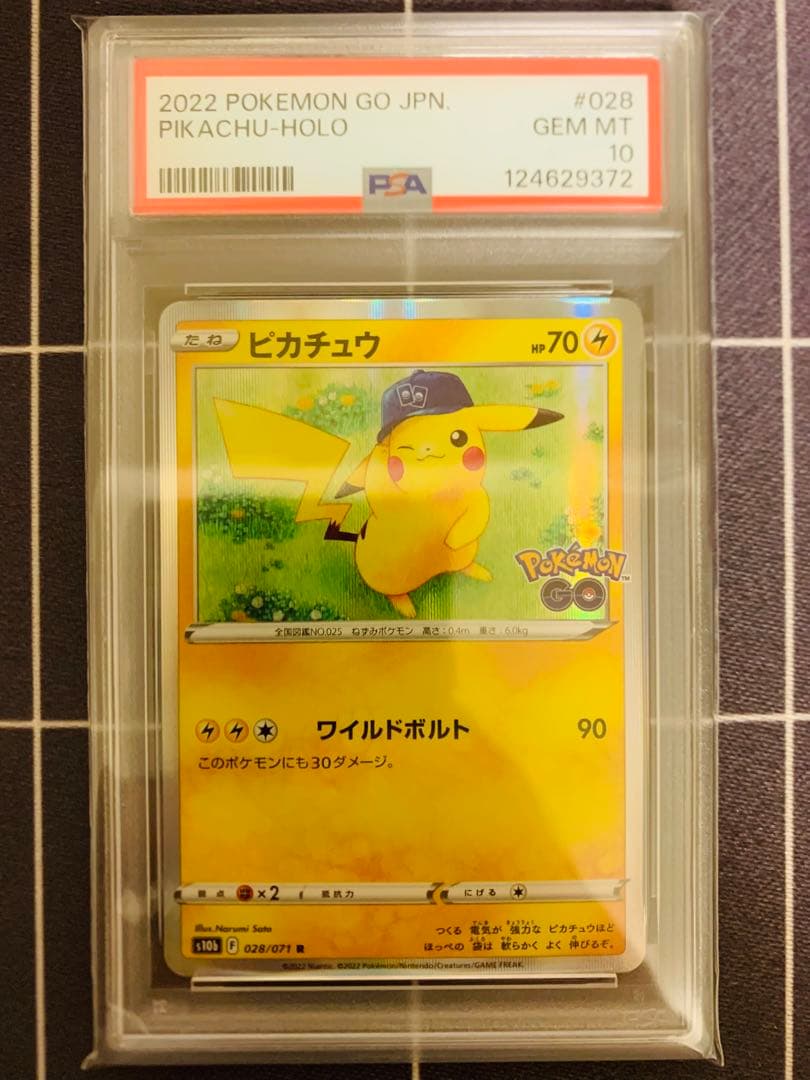 2022 POKEMON GO JPN. #028
PIKACHU-HOLO GEM MT
10
PSA 124629372
たね ピカチュウ HP70
Pokémon™
GO
全国図鑑NO.025 ねずみポケモン 高さ:0.4m 重さ:6.0kg
ワイルドボルト 90
このポケモンにも30ダメージ。
弱点 ×2 抵抗力 にげる
Illus.Narumi Sato
つくる 電気が 強力な ピカチュウほど
ほっぺの 袋は 軟らかく よく 伸びるぞ。
s10b F 028/071 R
©2022 Niantic. ©2022 Pokémon/Nintendo/Creatures/GAME FREAK.